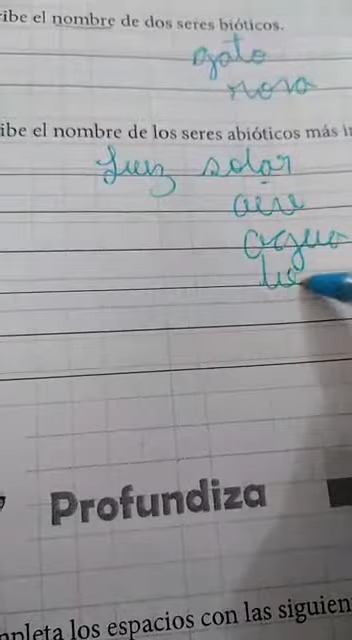 ibe el nombre de dos seres bióticos.
gato
rosa
ibe el nombre de los seres abióticos más i
Luz solar
aire
agua
Profundiza
pleta los espacios con las siguien